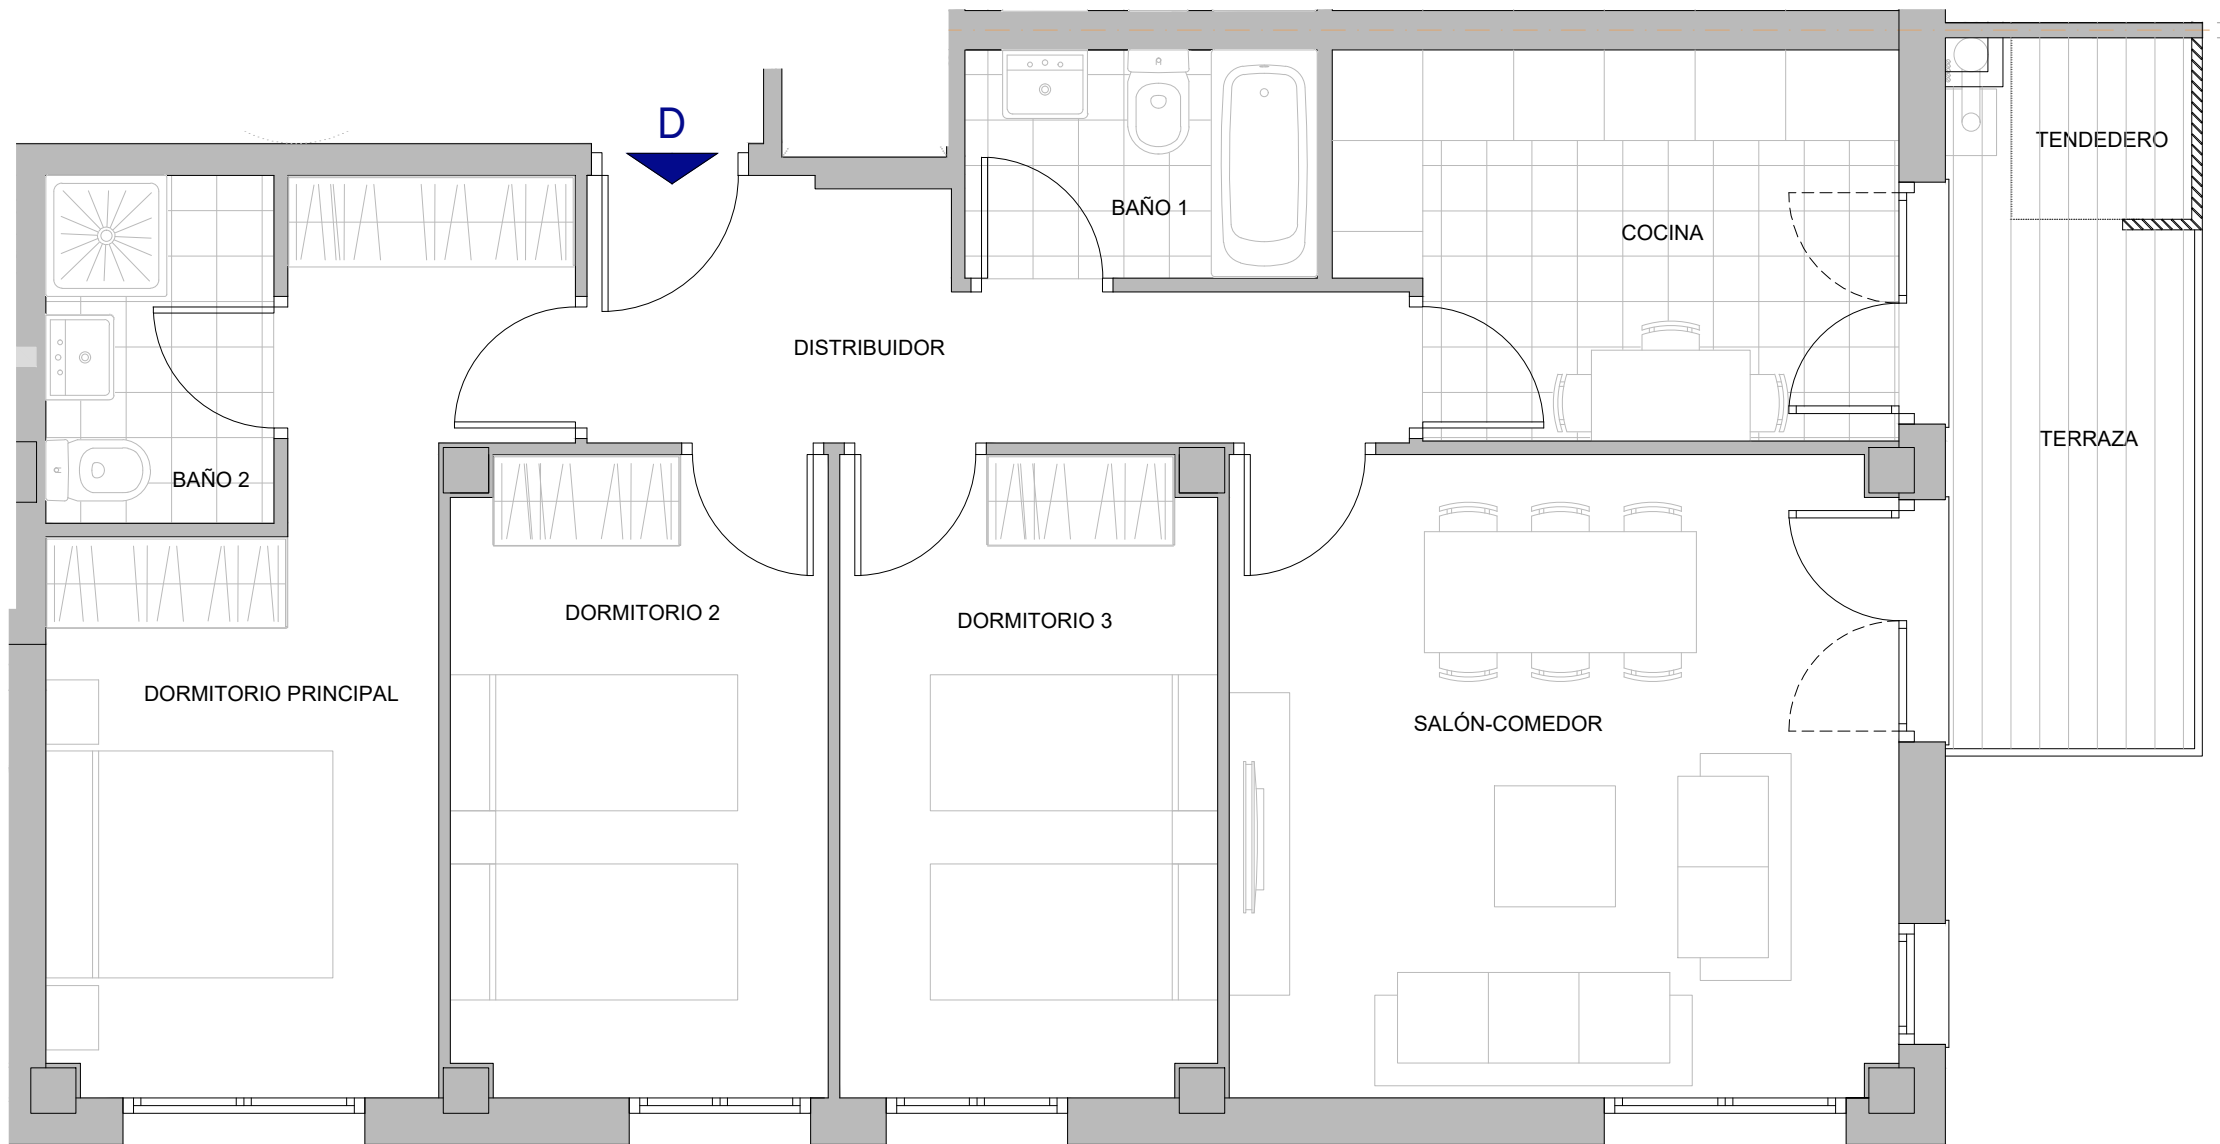 D
TENDEDERO
BAÑO 1
COCINA
DISTRIBUIDOR
TERRAZA
BAÑO 2
DORMITORIO 2
DORMITORIO 3
DORMITORIO PRINCIPAL
SALÓN-COMEDOR